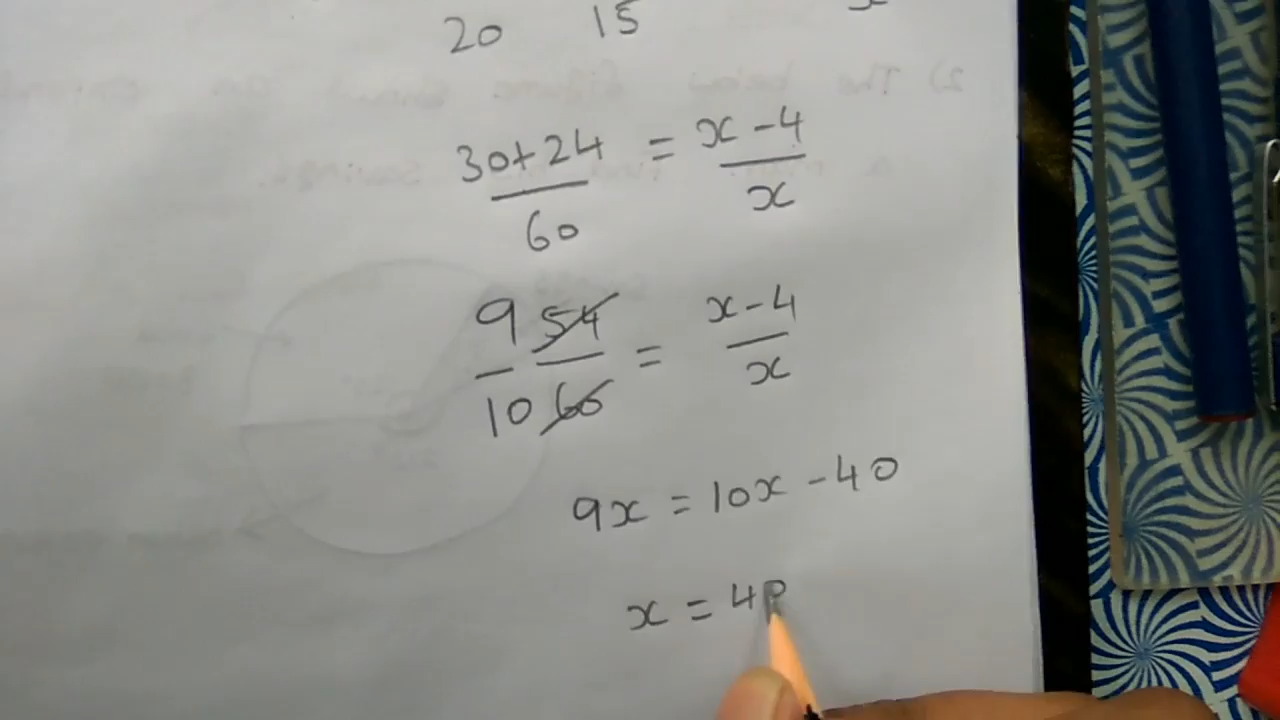 20 15
30+24/60 = x-4/x
9 54/10 60 = x-4/x
9x = 10x - 40
x = 40